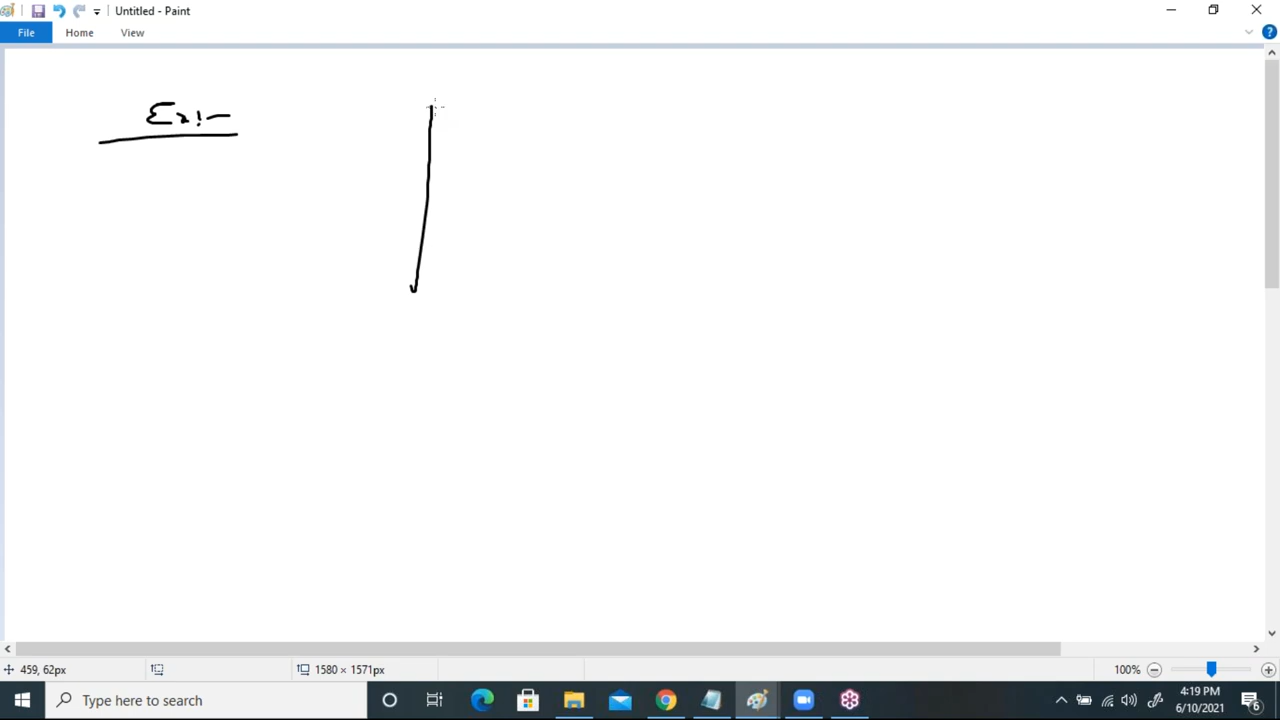 Untitled - Paint
File Home View
Ex:-
459, 62px
1580 × 1571px
100%
Type here to search
4:19 PM
6/10/2021
6